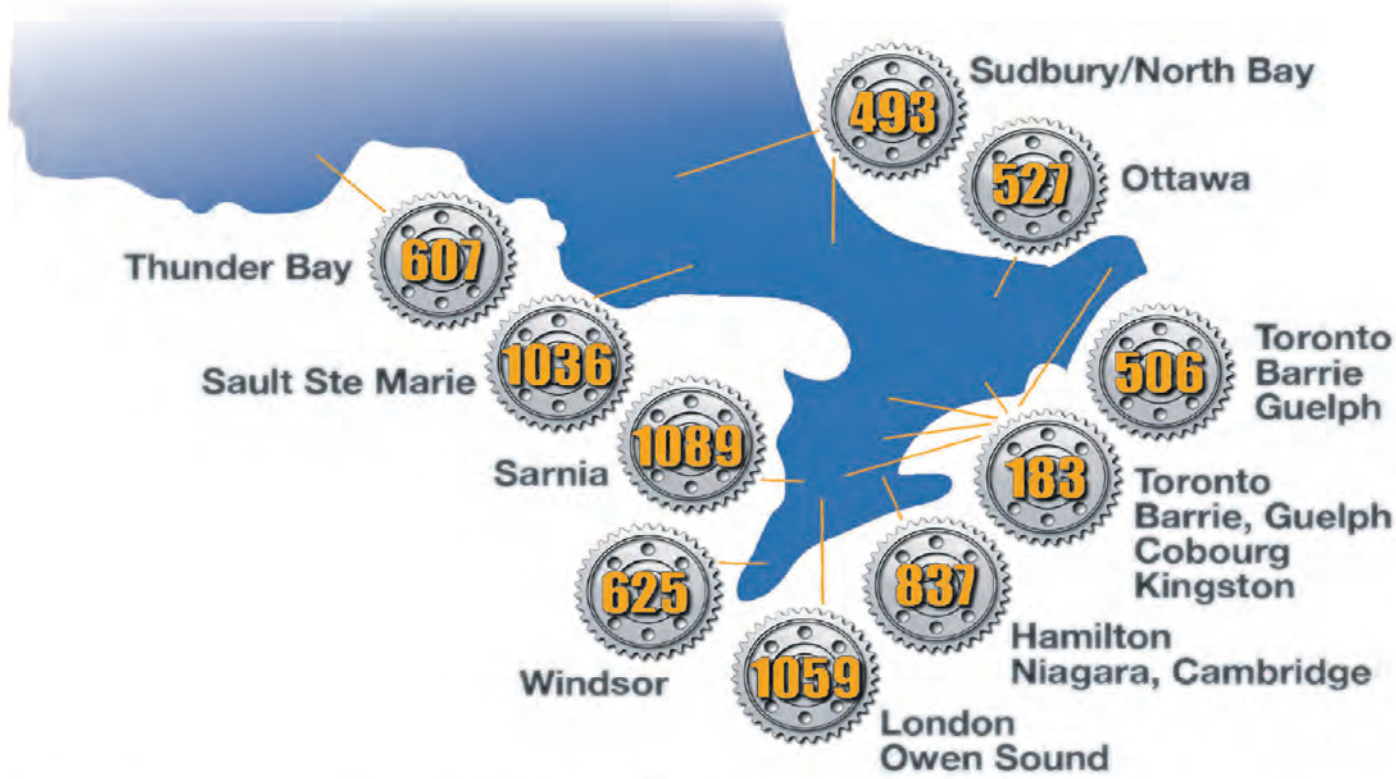 493
Sudbury/North Bay
527
Ottawa
607
Thunder Bay
1036
Sault Ste Marie
506
Toronto
Barrie
Guelph
1089
Sarnia
183
Toronto
Barrie, Guelph
Cobourg
Kingston
625
Windsor
837
Hamilton
Niagara, Cambridge
1059
London
Owen Sound